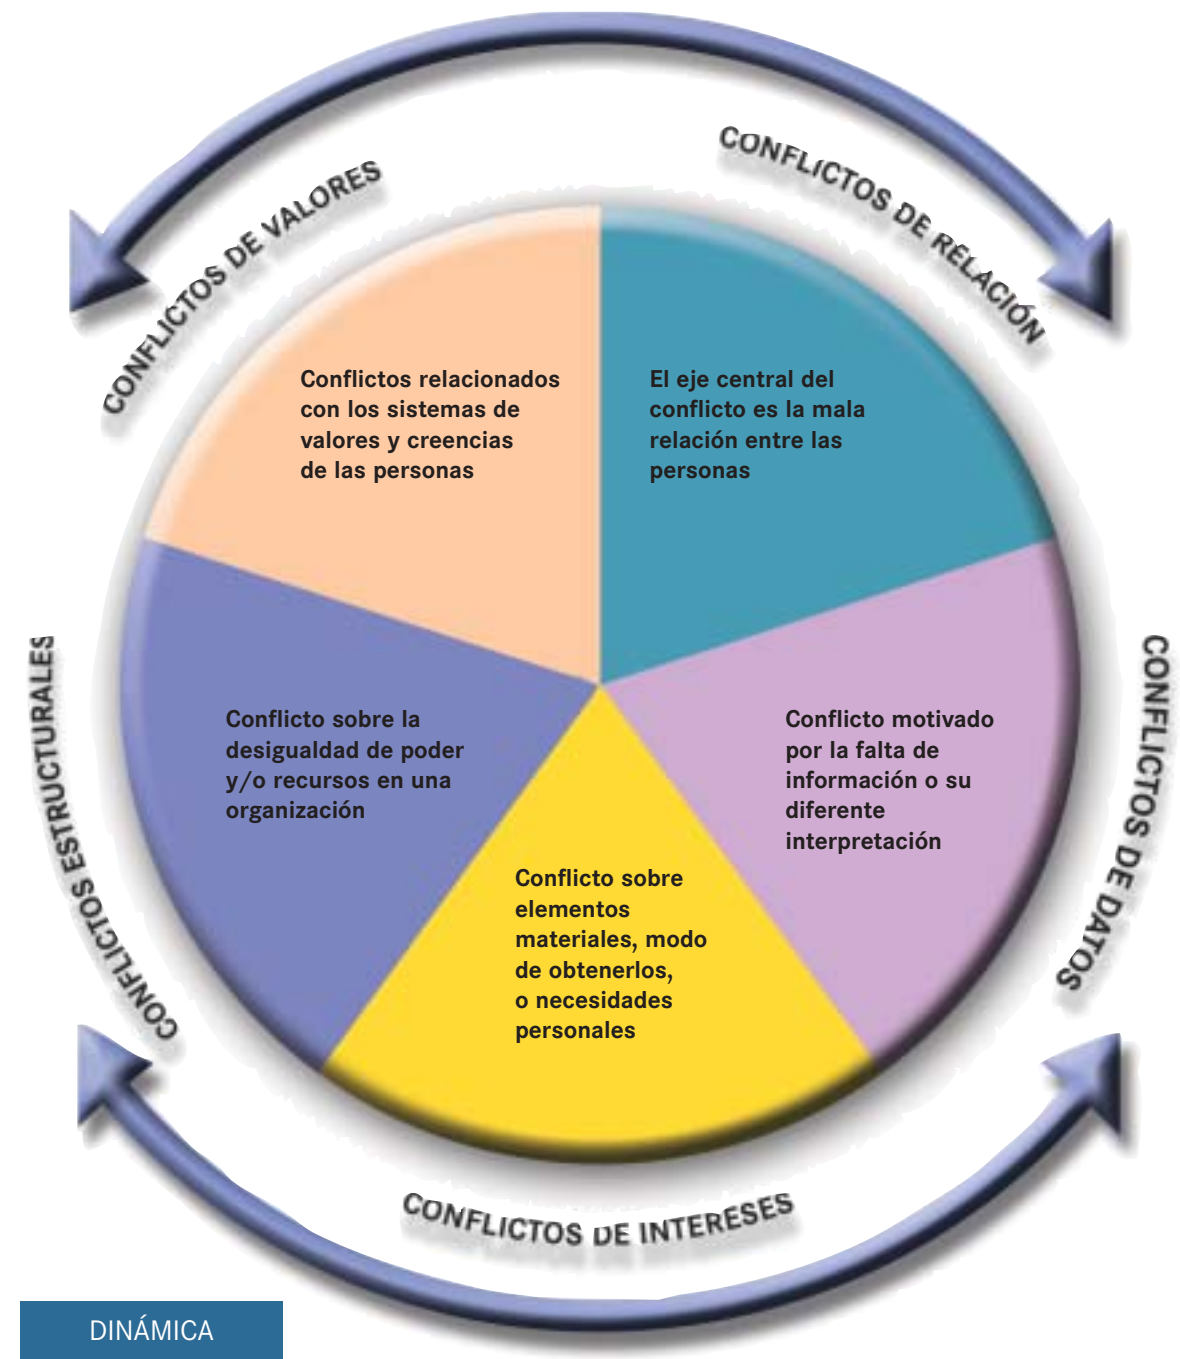 CONFLICTOS DE VALORES
CONFLICTOS DE RELACIÓN
Conflictos relacionados
con los sistemas de
valores y creencias
de las personas
El eje central del
conflicto es la mala
relación entre las
personas
CONFLICTOS ESTRUCTURALES
Conflicto sobre la
desigualdad de poder
y/o recursos en una
organización
Conflicto motivado
por la falta de
información o su
diferente
interpretación
CONFLICTOS DE DATOS
Conflicto sobre
elementos
materiales, modo
de obtenerlos,
o necesidades
personales
CONFLICTOS DE INTERESES
DINÁMICA